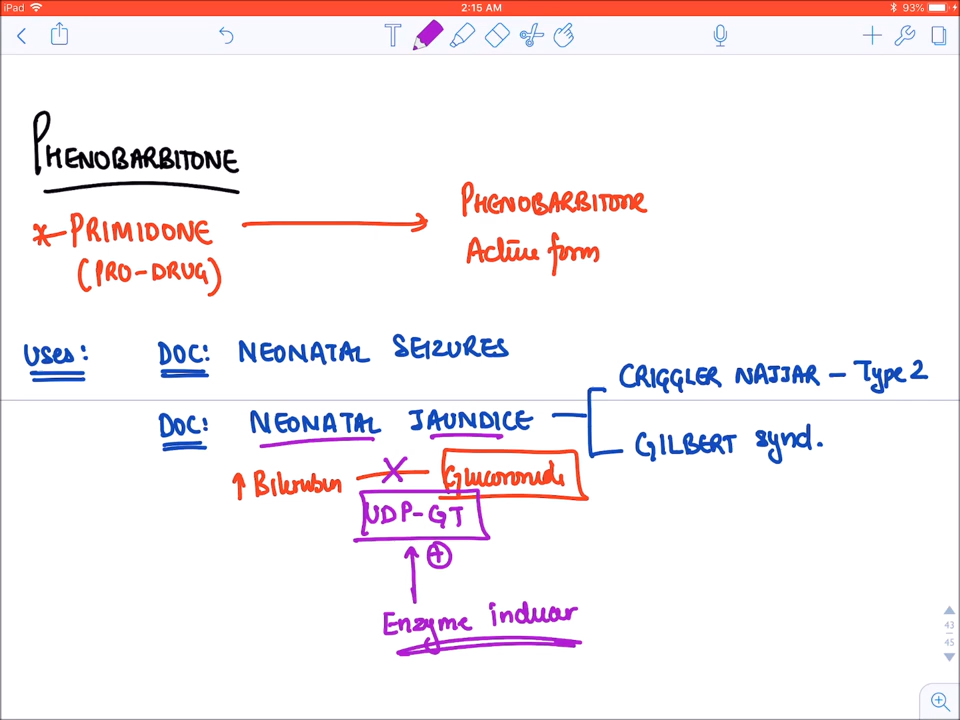 iPad 2:15 AM 93%
T
PHENOBARBITONE
*-PRIMIDONE PHENOBARBITONE
(PRO-DRUG) Active form
Uses: DOC: NEONATAL SEIZURES
CRIGGLER NAJJAR - Type 2
DOC: NEONATAL JAUNDICE
GILBERT synd.
↑ Bilirubin X Glucoronide
UDP-GT
↑ +
Enzyme inducer
43
45